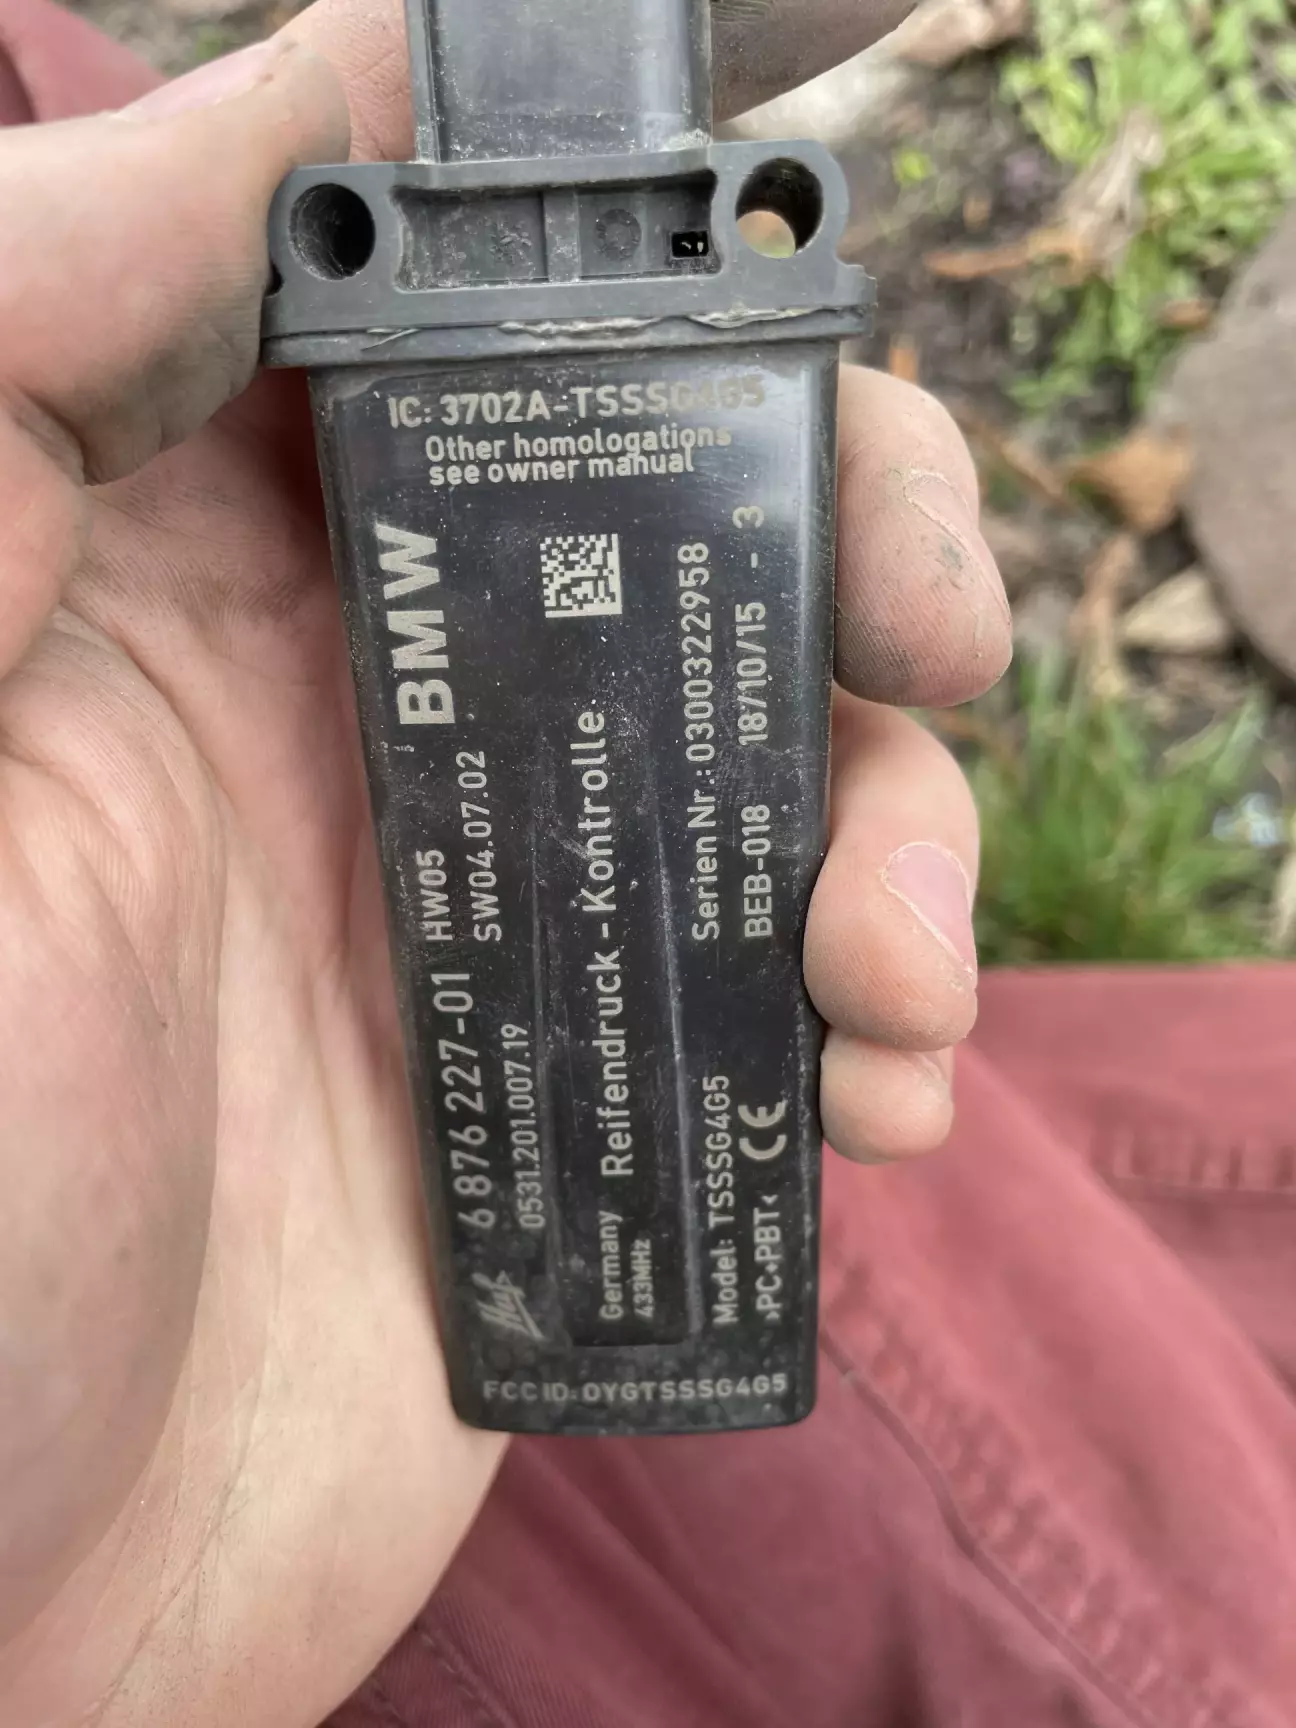 IC: 3702A-TSSSG4G5
Other homologations
see owner manual
BMW
6 876 227-01 HW05
0531.201.007.19 SW04.07.02
Huf
Germany Reifendruck-Kontrolle
433MHz
Serien Nr.: 0300322958
BEB-018 187/10/15 - 3
Model: TSSSG4G5
>PC+PBT< CE
FCC ID: OYGTSSSG4G5